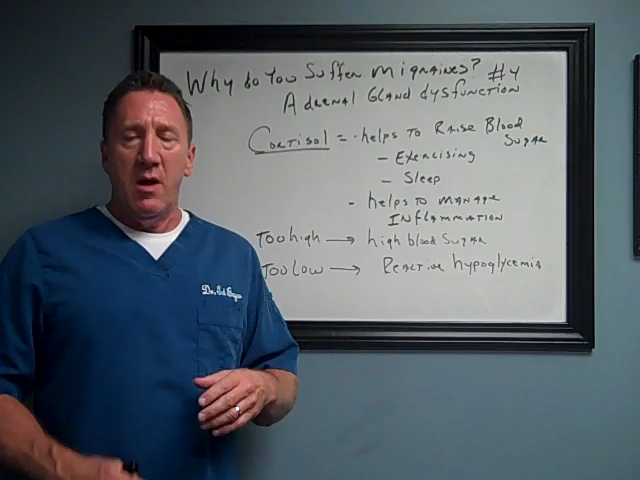 Why do You Suffer Migraines? #4
Adrenal Gland dysfunction
Cortisol = - helps to Raise Blood Sugar
- Exercising
- Sleep
- helps to manage
Inflammation
Too high → high blood Sugar
Too Low → Reactive hypoglycemia
Dr.